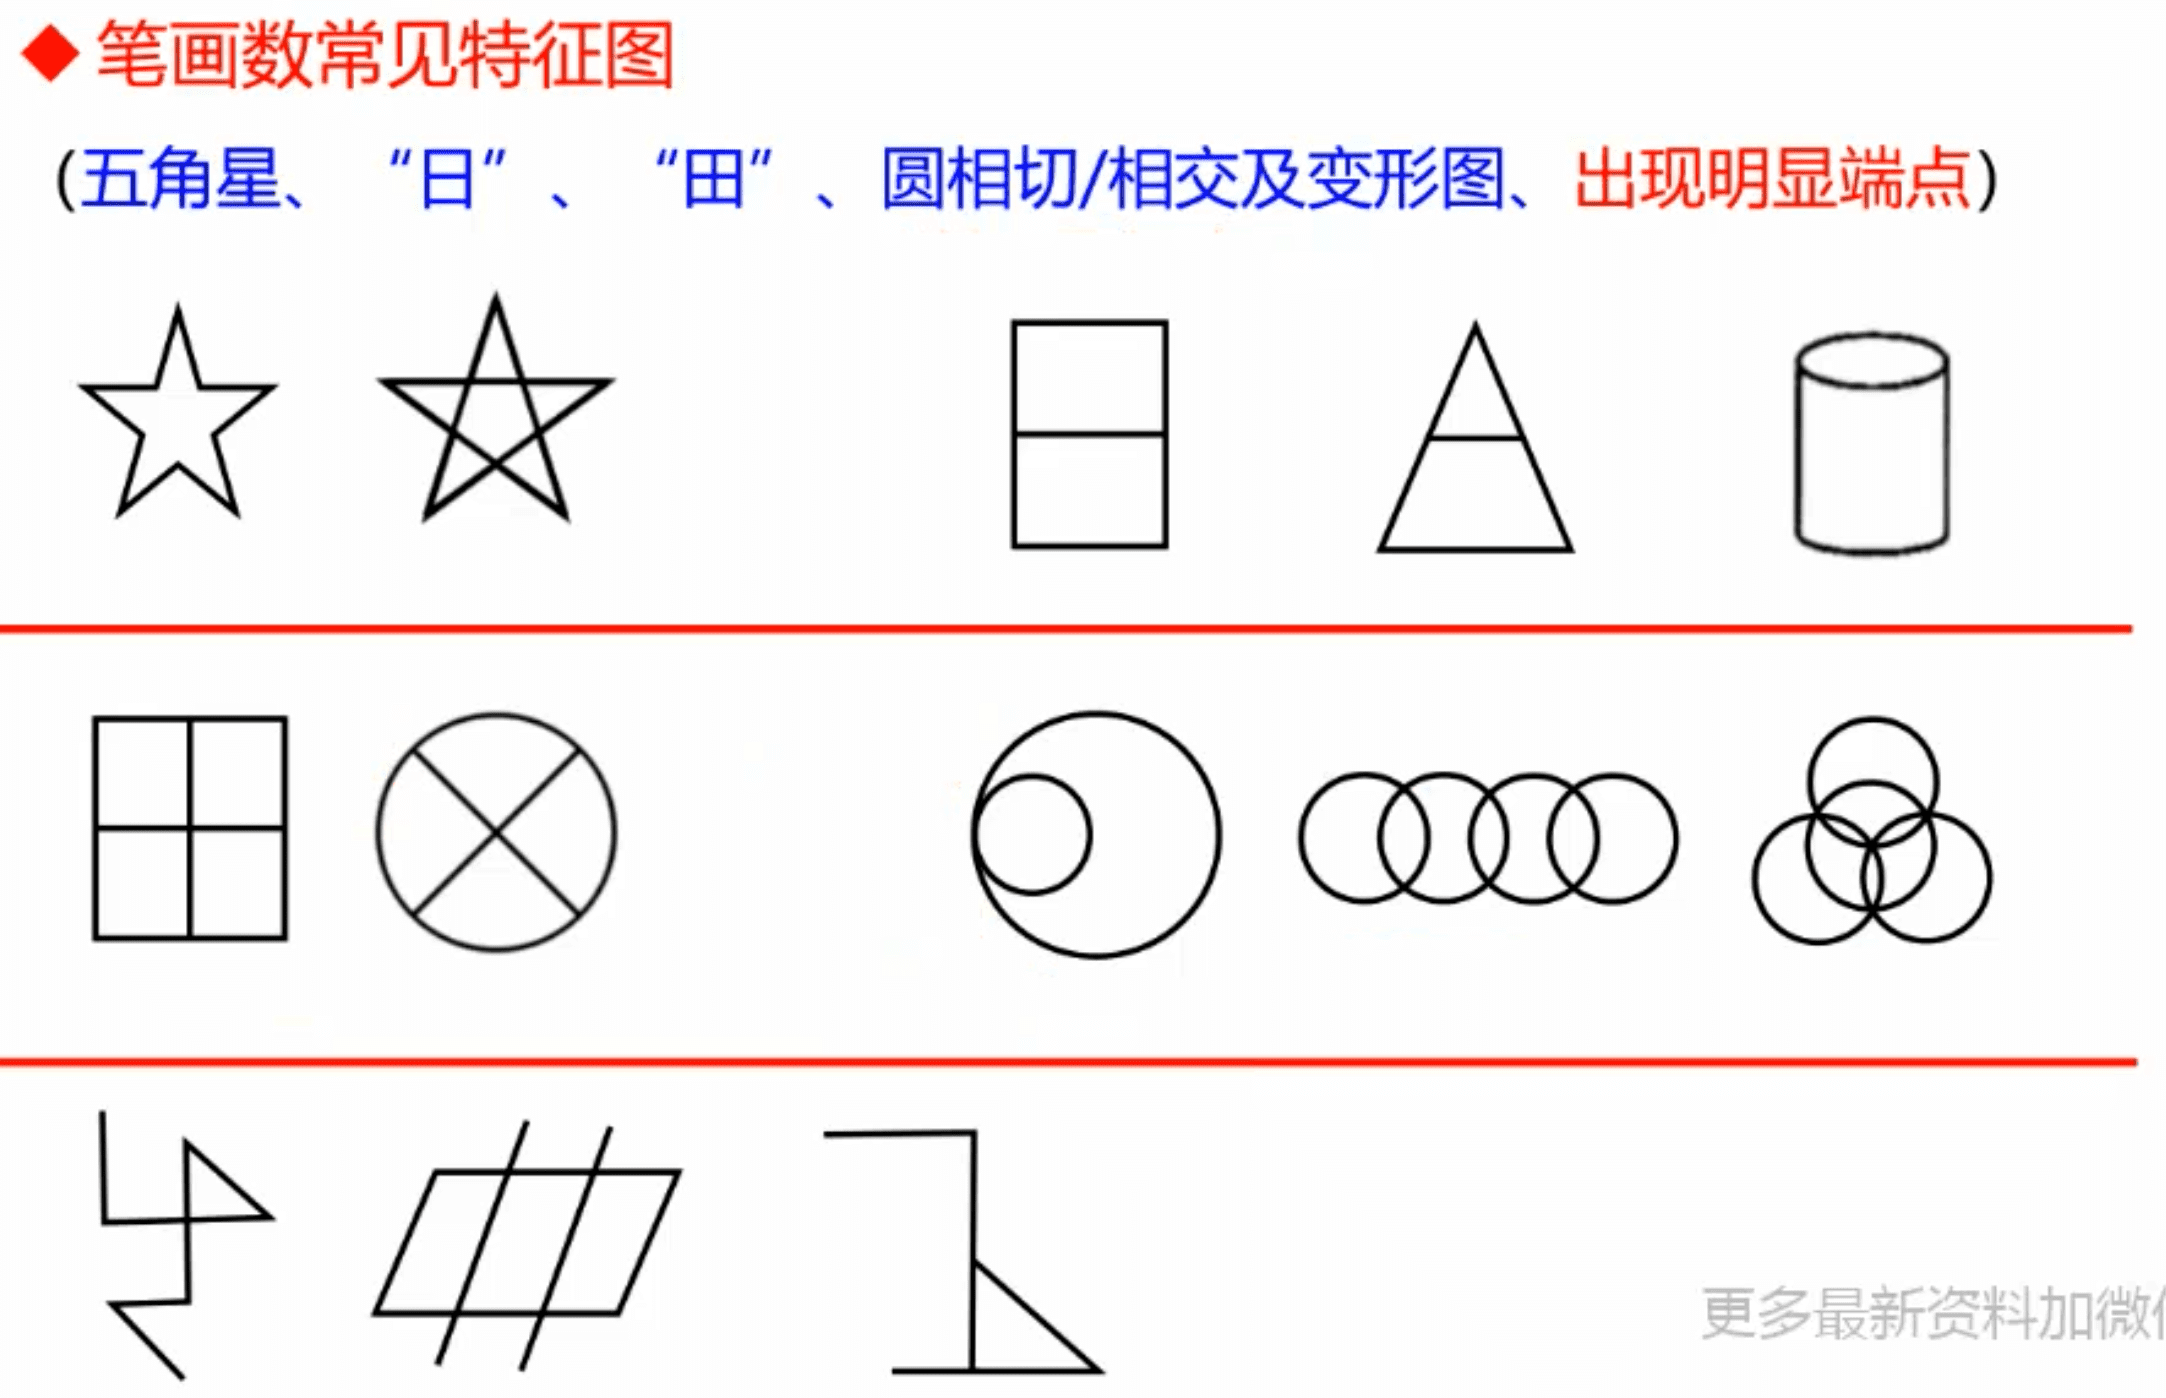 ◆笔画数常见特征图
(五角星、“日”、“田”、圆相切/相交及变形图、出现明显端点)
更多最新资料加微